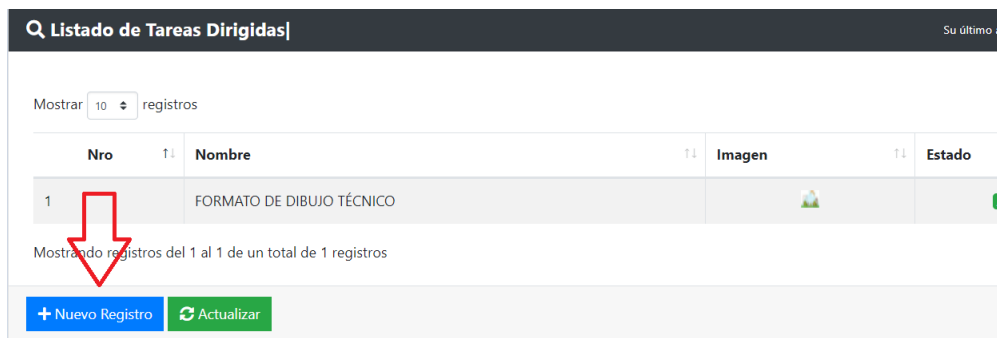 Listado de Tareas Dirigidas|
Su último
Mostrar 10 registros
Nro Nombre Imagen Estado
1 FORMATO DE DIBUJO TÉCNICO
Mostrando registros del 1 al 1 de un total de 1 registros
Nuevo Registro Actualizar